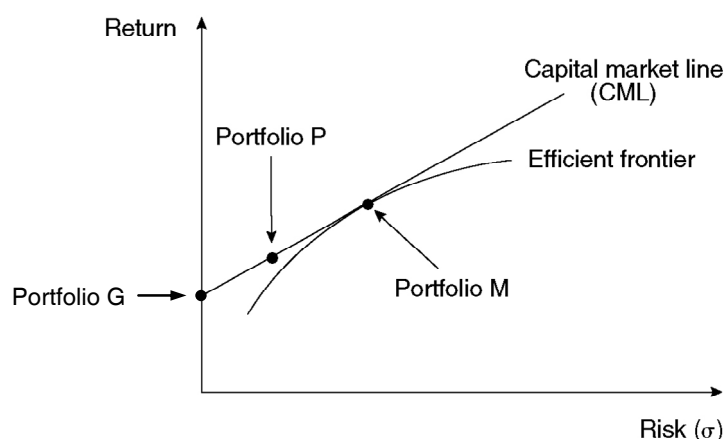 Return
Capital market line
(CML)
Portfolio P
Efficient frontier
Portfolio M
Portfolio G
Risk (σ)